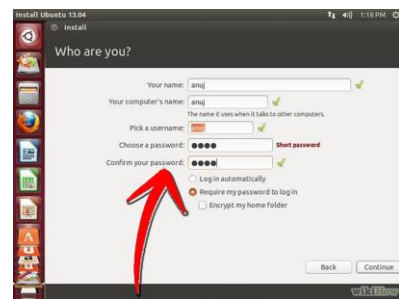 Install Ubuntu 13.04
1:18 PM
Install
Who are you?
Your name: anuj
Your computer's name: anuj
The name it uses when it talks to other computers.
Pick a username: anuj
Choose a password: ●●●● Short password
Confirm your password: ●●●●
Log in automatically
Require my password to log in
Encrypt my home folder
Back Continue
wikiHow